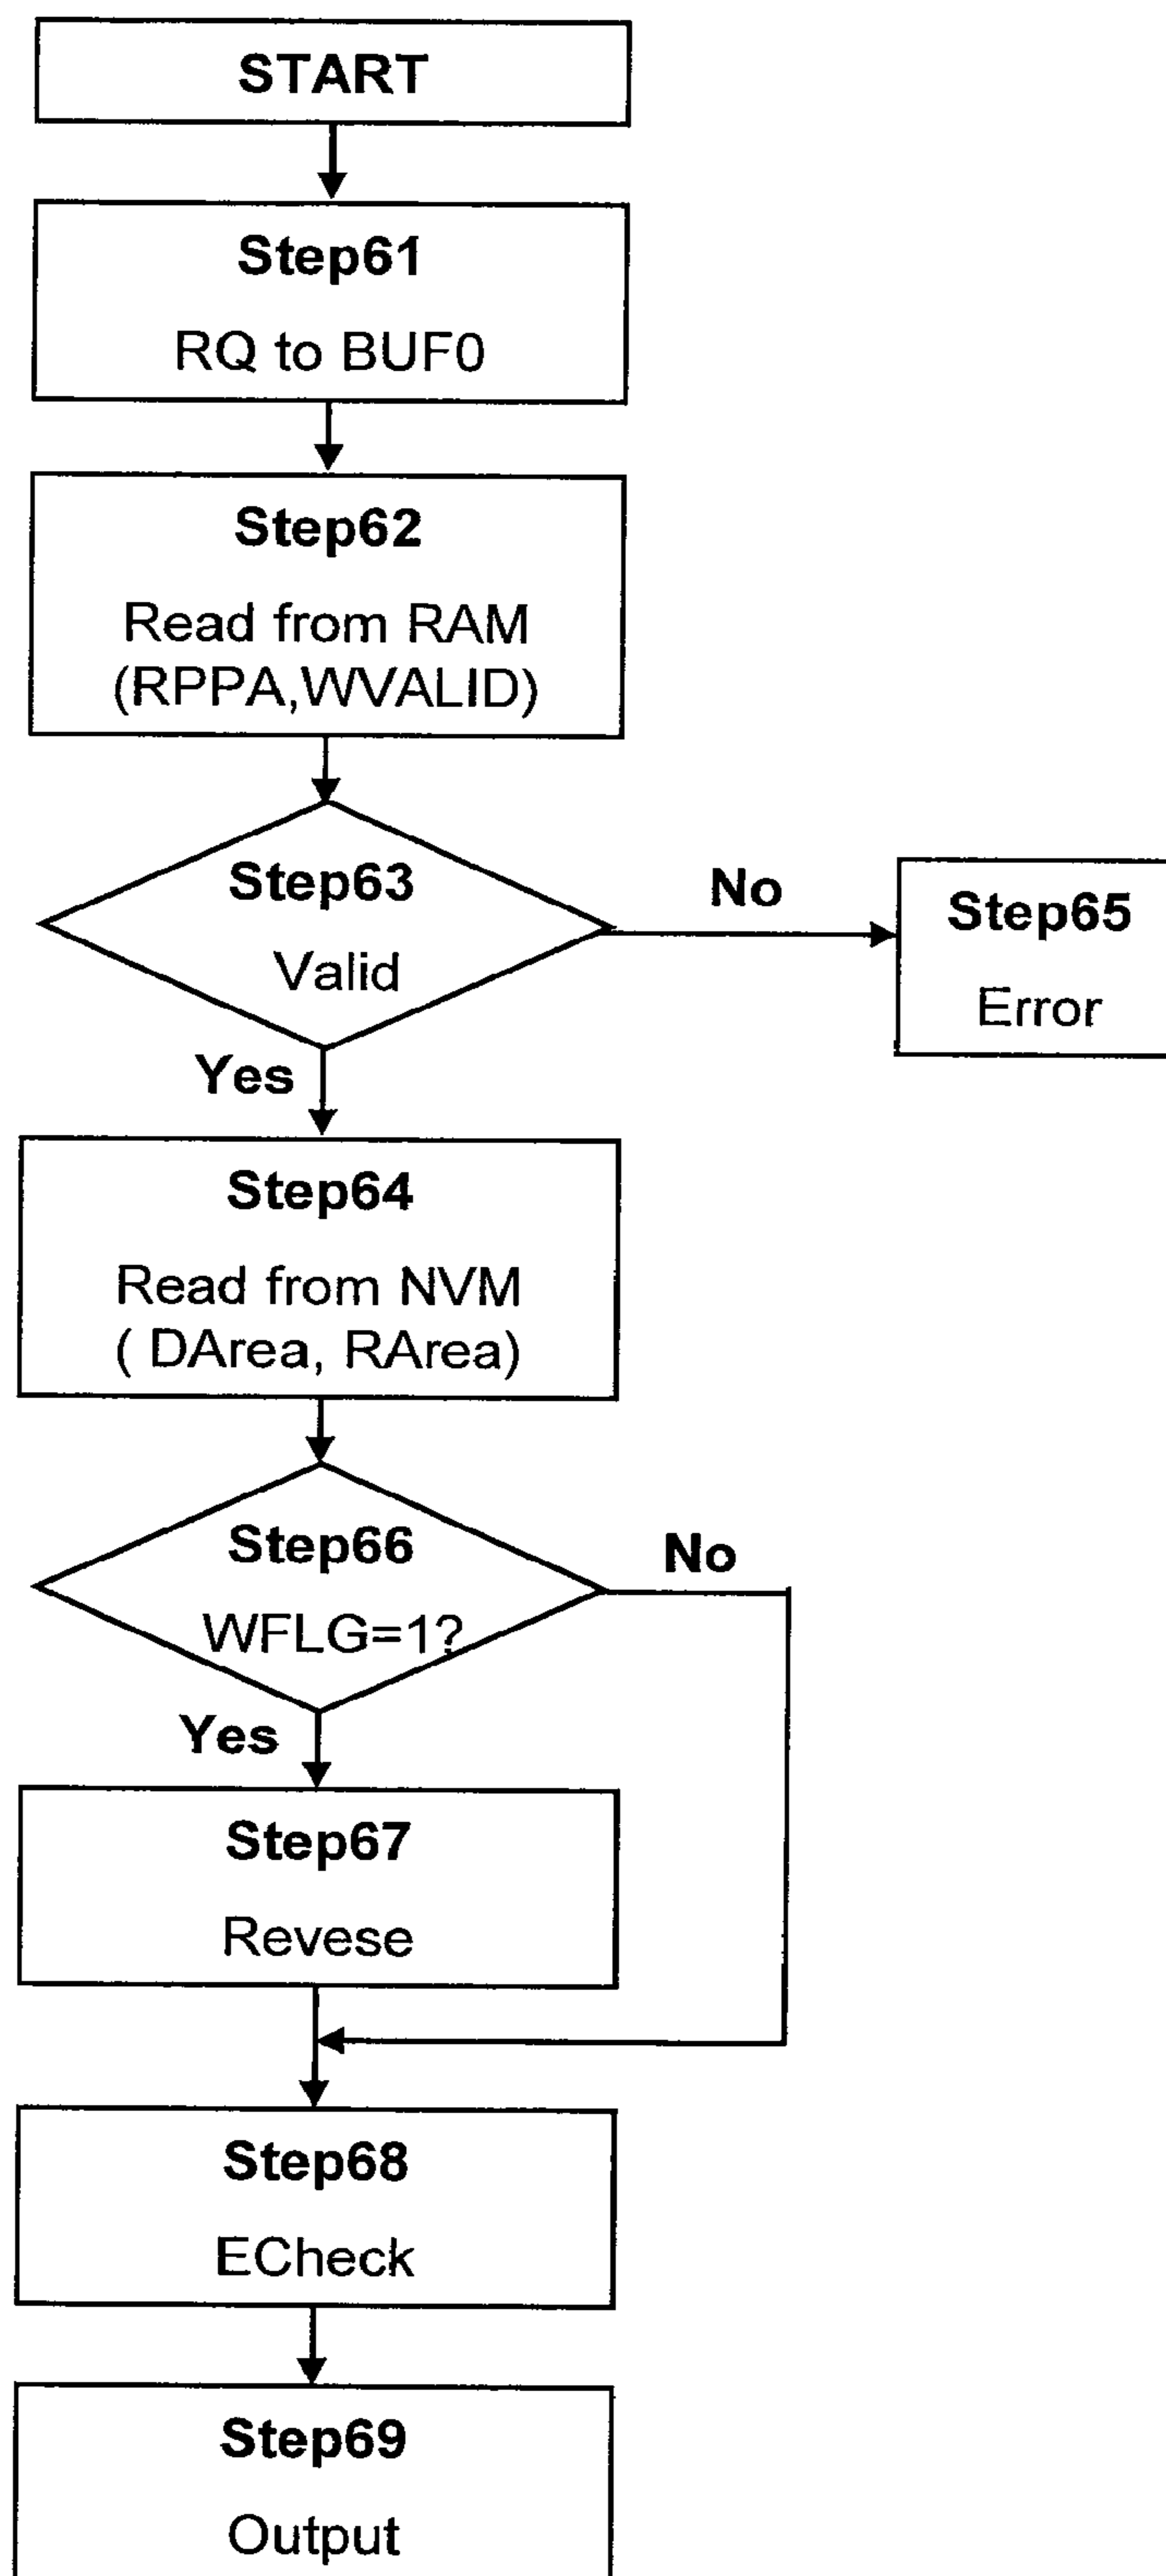 START
Step61
RQ to BUF0
Step62
Read from RAM
(RPPA,WVALID)
Step63
Valid
No
Step65
Error
Yes
Step64
Read from NVM
( DArea, RArea)
Step66
WFLG=1?
No
Yes
Step67
Revese
Step68
ECheck
Step69
Output